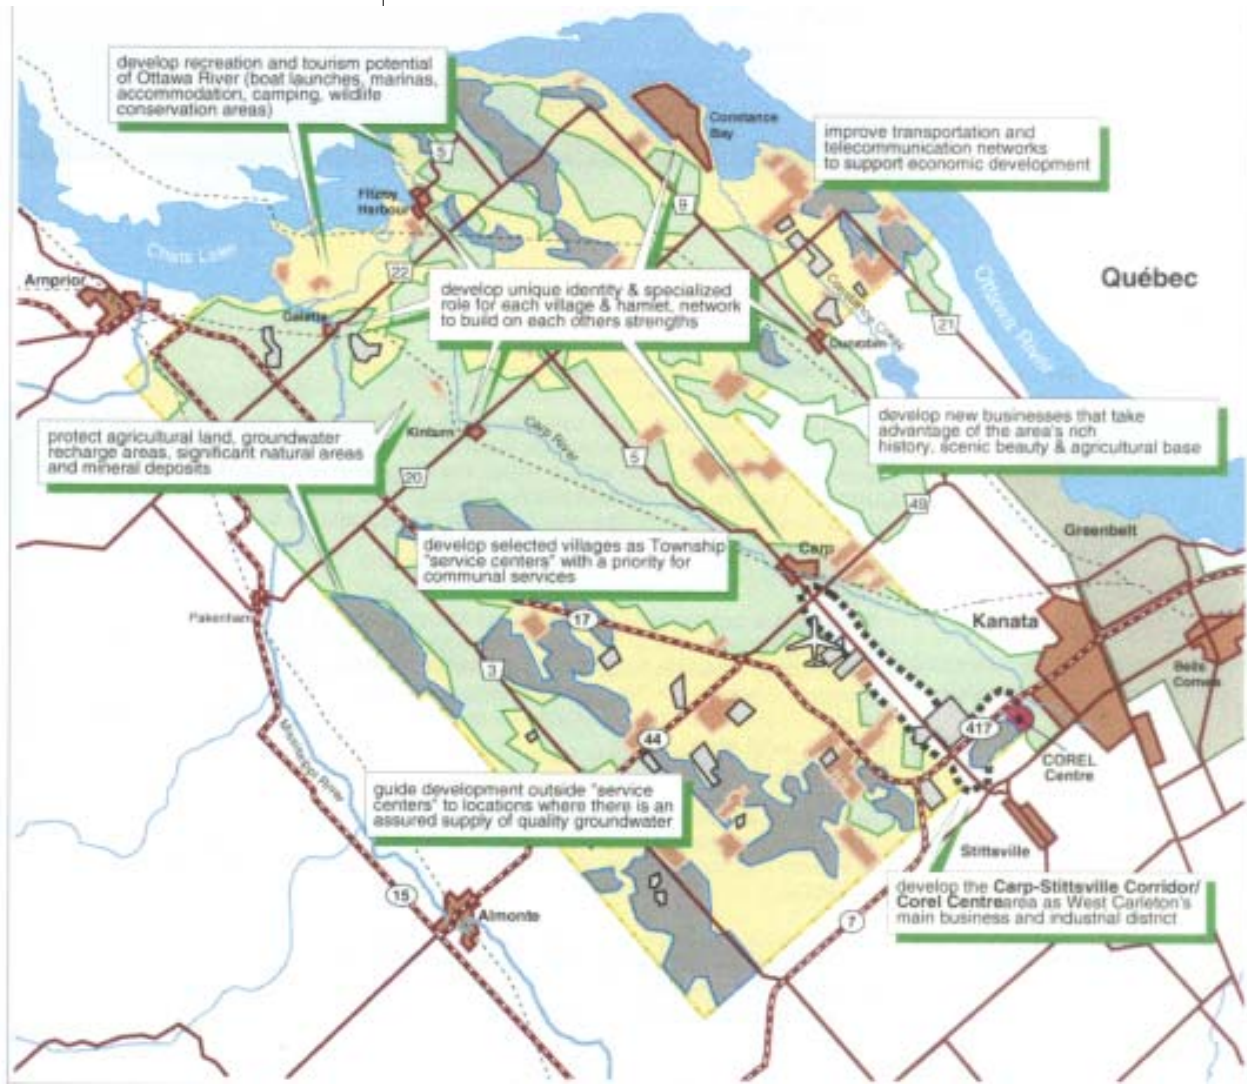 develop recreation and tourism potential
of Ottawa River (boat launches, marinas,
accommodation, camping, wildlife
conservation areas)
Constance
Bay
improve transportation and
telecommunication networks
to support economic development
5
Fitzroy
Harbour
9
Chats Lake
Arnprior
22
Québec
Ottawa River
develop unique identity & specialized
role for each village & hamlet, network
to build on each others strengths
Galetta
Constance Creek
21
Dunrobin
develop new businesses that take
advantage of the area's rich
history, scenic beauty & agricultural base
protect agricultural land, groundwater
recharge areas, significant natural areas
and mineral deposits
Kinburn
Carp River
5
20
49
Greenbelt
develop selected villages as Township
"service centers" with a priority for
communal services
Carp
Pakenham
17
Kanata
3
Bells
Corners
Mississippi River
44
417
COREL
Centre
guide development outside "service
centers" to locations where there is an
assured supply of quality groundwater
Stittsville
15
Almonte
7
develop the Carp-Stittsville Corridor/
Corel Centre area as West Carleton's
main business and industrial district